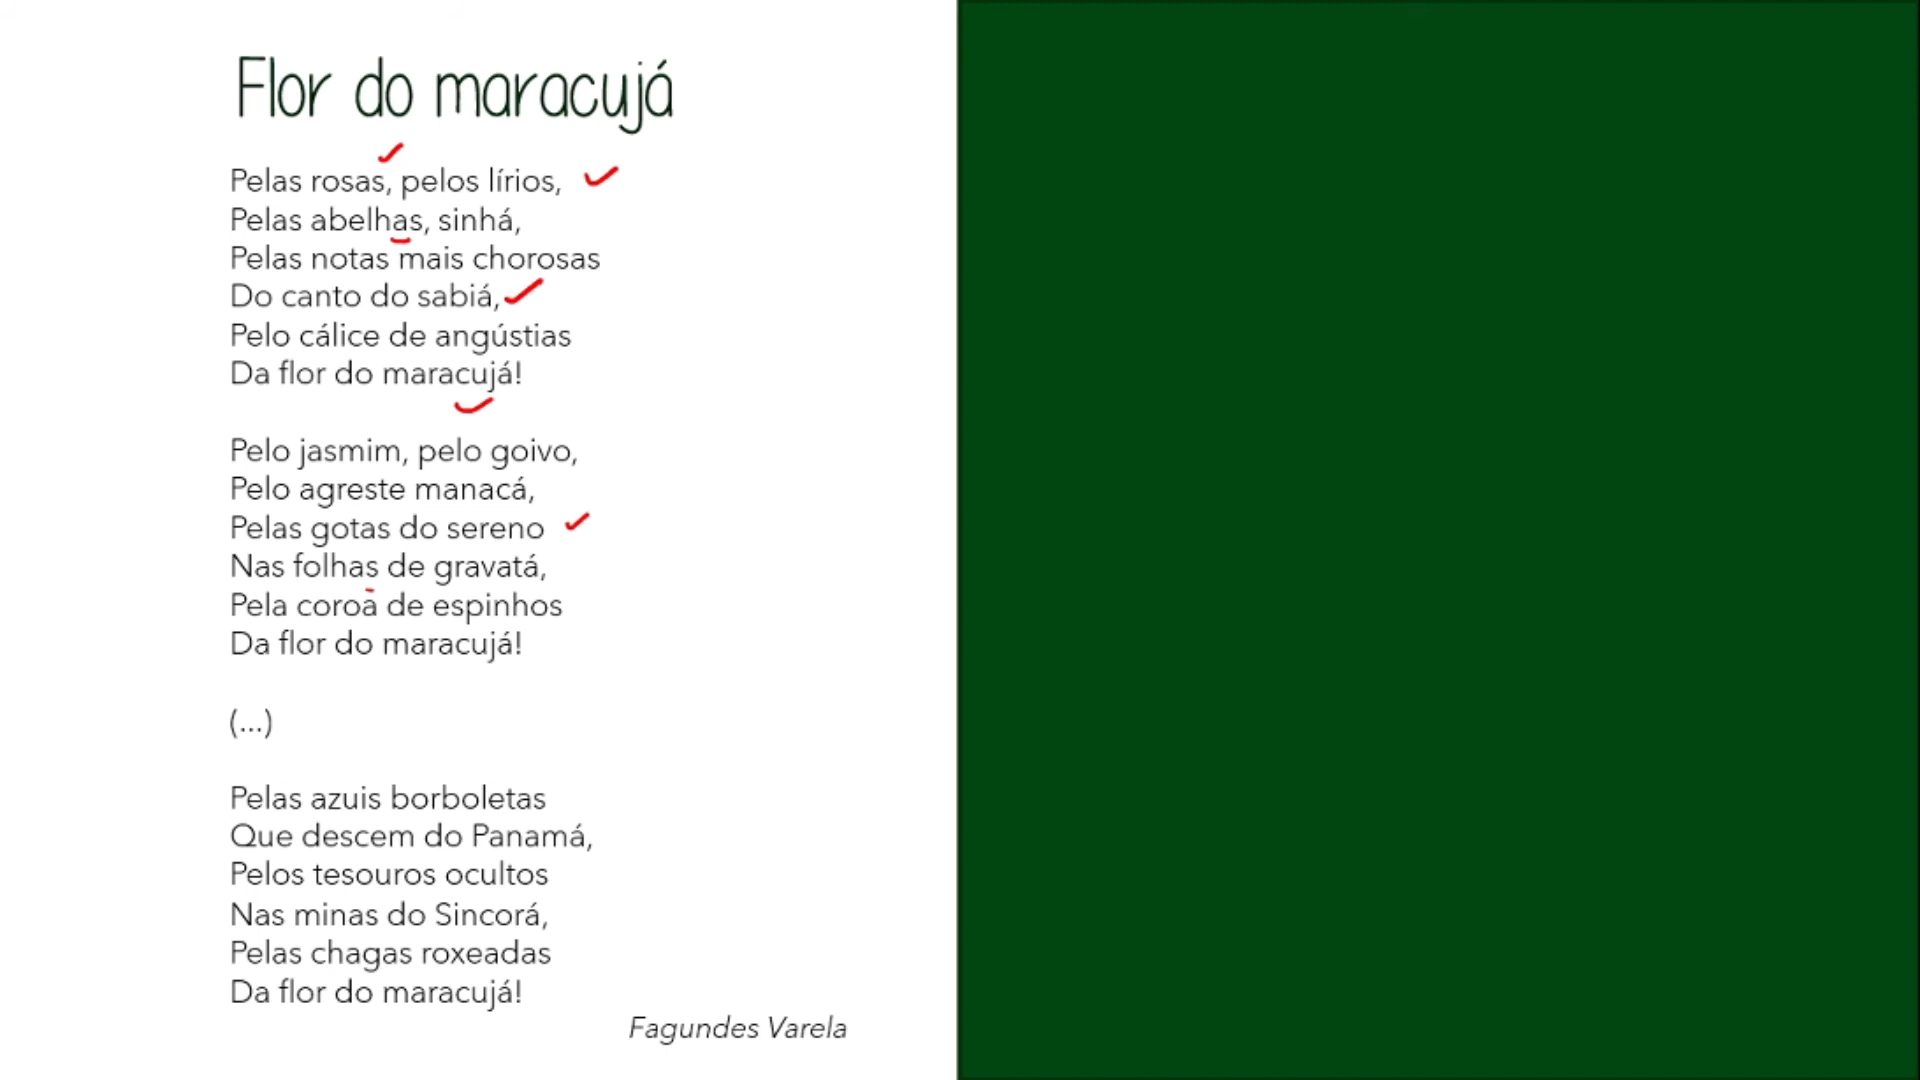 Flor do maracujá
Pelas rosas, pelos lírios,
Pelas abelhas, sinhá,
Pelas notas mais chorosas
Do canto do sabiá,
Pelo cálice de angústias
Da flor do maracujá!
Pelo jasmim, pelo goivo,
Pelo agreste manacá,
Pelas gotas do sereno
Nas folhas de gravatá,
Pela coroa de espinhos
Da flor do maracujá!
(...)
Pelas azuis borboletas
Que descem do Panamá,
Pelos tesouros ocultos
Nas minas do Sincorá,
Pelas chagas roxeadas
Da flor do maracujá!
Fagundes Varela